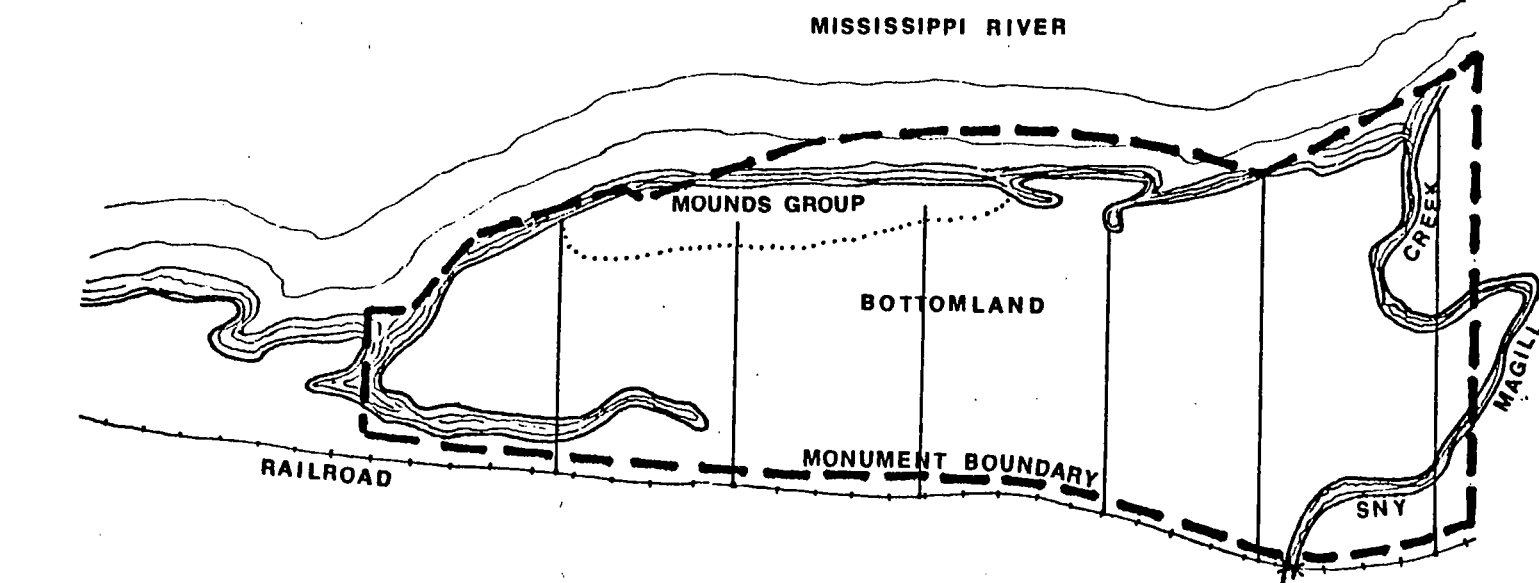 MISSISSIPPI RIVER
MOUNDS GROUP
CREEK
BOTTOMLAND
MAGILL
MONUMENT BOUNDARY
RAILROAD
SNY